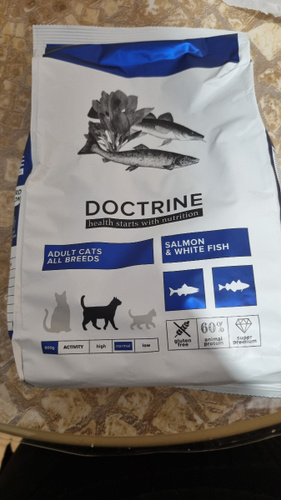 DOCTRINE
health starts with nutrition
ADULT CATS
ALL BREEDS
SALMON
& WHITE FISH
gluten
free
60% OF
animal
protein
super
premium
ACTIVITY
high
normal
low